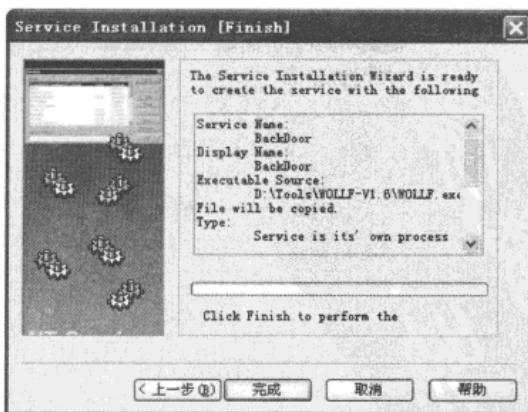 Service Installation [Finish]
The Service Installation Wizard is ready
to create the service with the following
Service Name:
BackDoor
Display Name:
BackDoor
Executable Source:
D:\Tools\WOLLF-V1.6\WOLLF.exe
File will be copied.
Type:
Service is its' own process
Click Finish to perform the
<上一步(B)
完成
取消
帮助